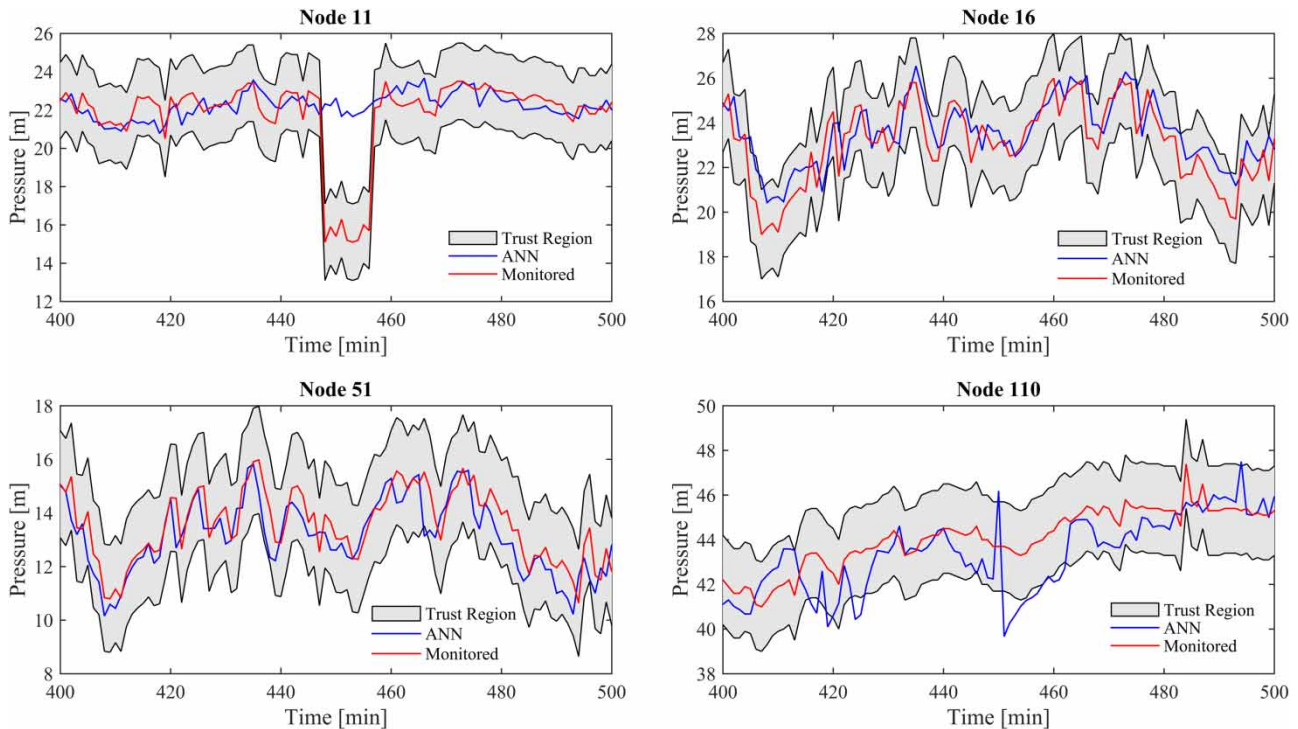 Node 11
26
24
22
20
18
16
14
12
Pressure [m]
400
420
440
460
480
500
Time [min]
Trust Region
ANN
Monitored
Node 16
28
26
24
22
20
18
16
Pressure [m]
400
420
440
460
480
500
Time [min]
Trust Region
ANN
Monitored
Node 51
18
16
14
12
10
8
Pressure [m]
400
420
440
460
480
500
Time [min]
Trust Region
ANN
Monitored
Node 110
50
48
46
44
42
40
38
Pressure [m]
400
420
440
460
480
500
Time [min]
Trust Region
ANN
Monitored